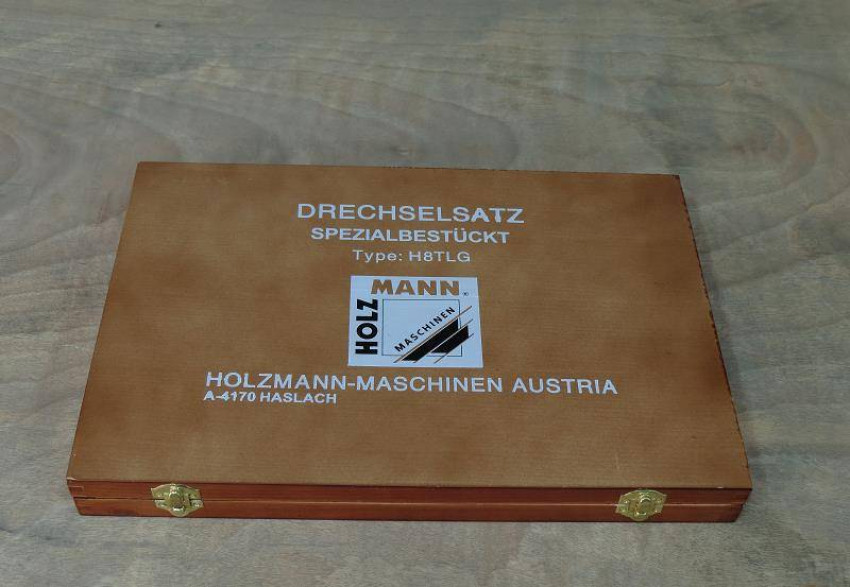 DRECHSELSATZ
SPEZIALBESTÜCKT
Type: H8TLG
HOLZ
MANN
MASCHINEN
HOLZMANN-MASCHINEN AUSTRIA
A-4170 HASLACH